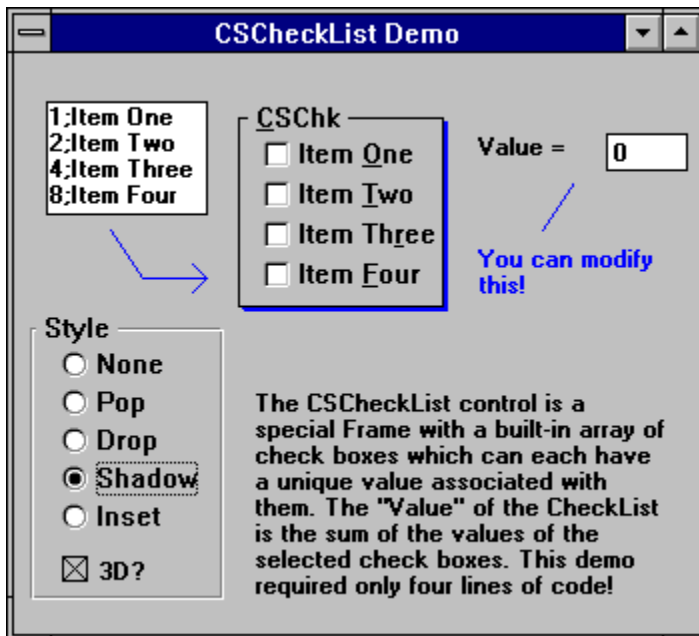 CSCheckList Demo
1;Item One
2;Item Two
4;Item Three
8;Item Four
CSChk
Item One
Item Two
Item Three
Item Four
Value =
0
You can modify
this!
Style
None
Pop
Drop
Shadow
Inset
3D?
The CSCheckList control is a
special Frame with a built-in array of
check boxes which can each have
a unique value associated with
them. The "Value" of the CheckList
is the sum of the values of the
selected check boxes. This demo
required only four lines of code!